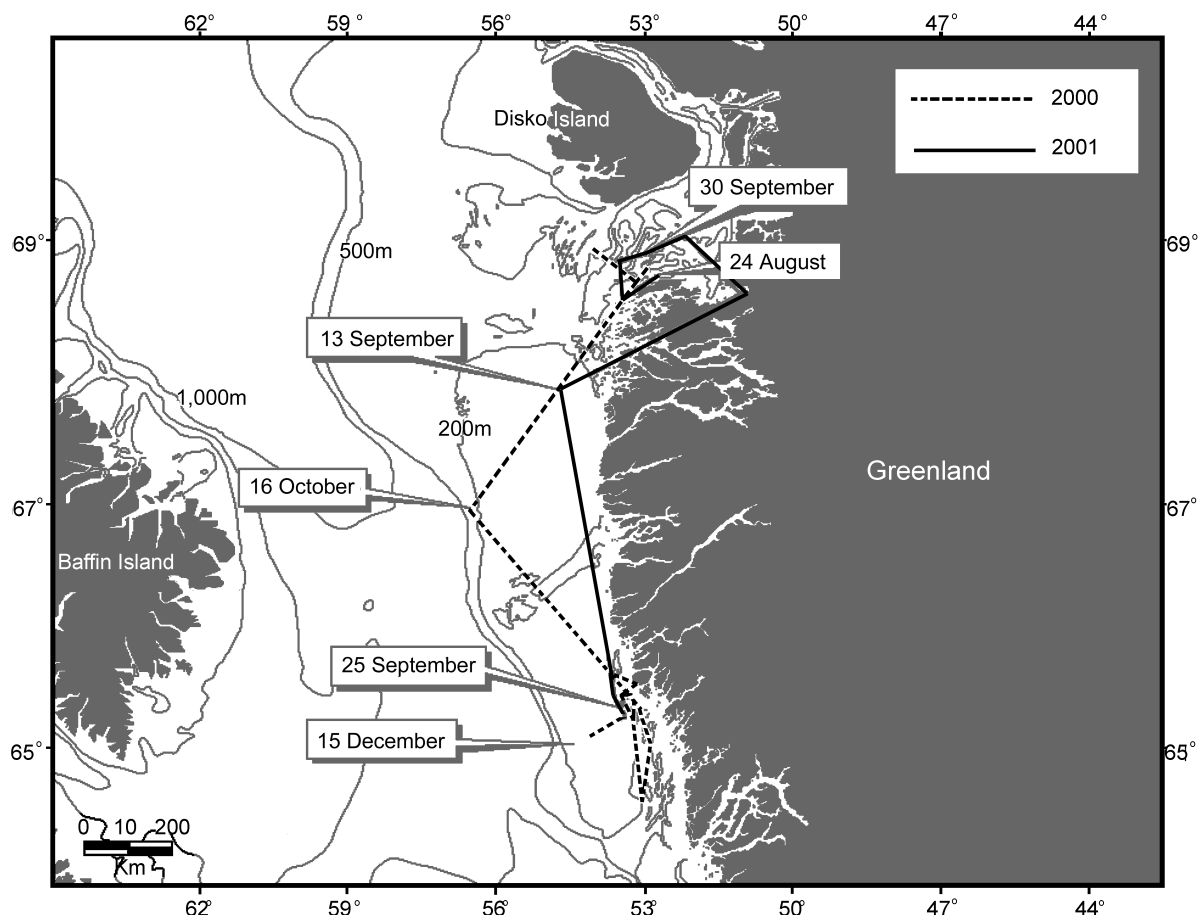 62° 59° 56° 53° 50° 47° 44°
2000
Disko Island
2001
30 September
69° 69°
500m
24 August
13 September
1,000m
200m
Greenland
16 October
67° 67°
Baffin Island
25 September
15 December
65° 65°
0 10 200
Km
62° 59° 56° 53° 50° 47° 44°